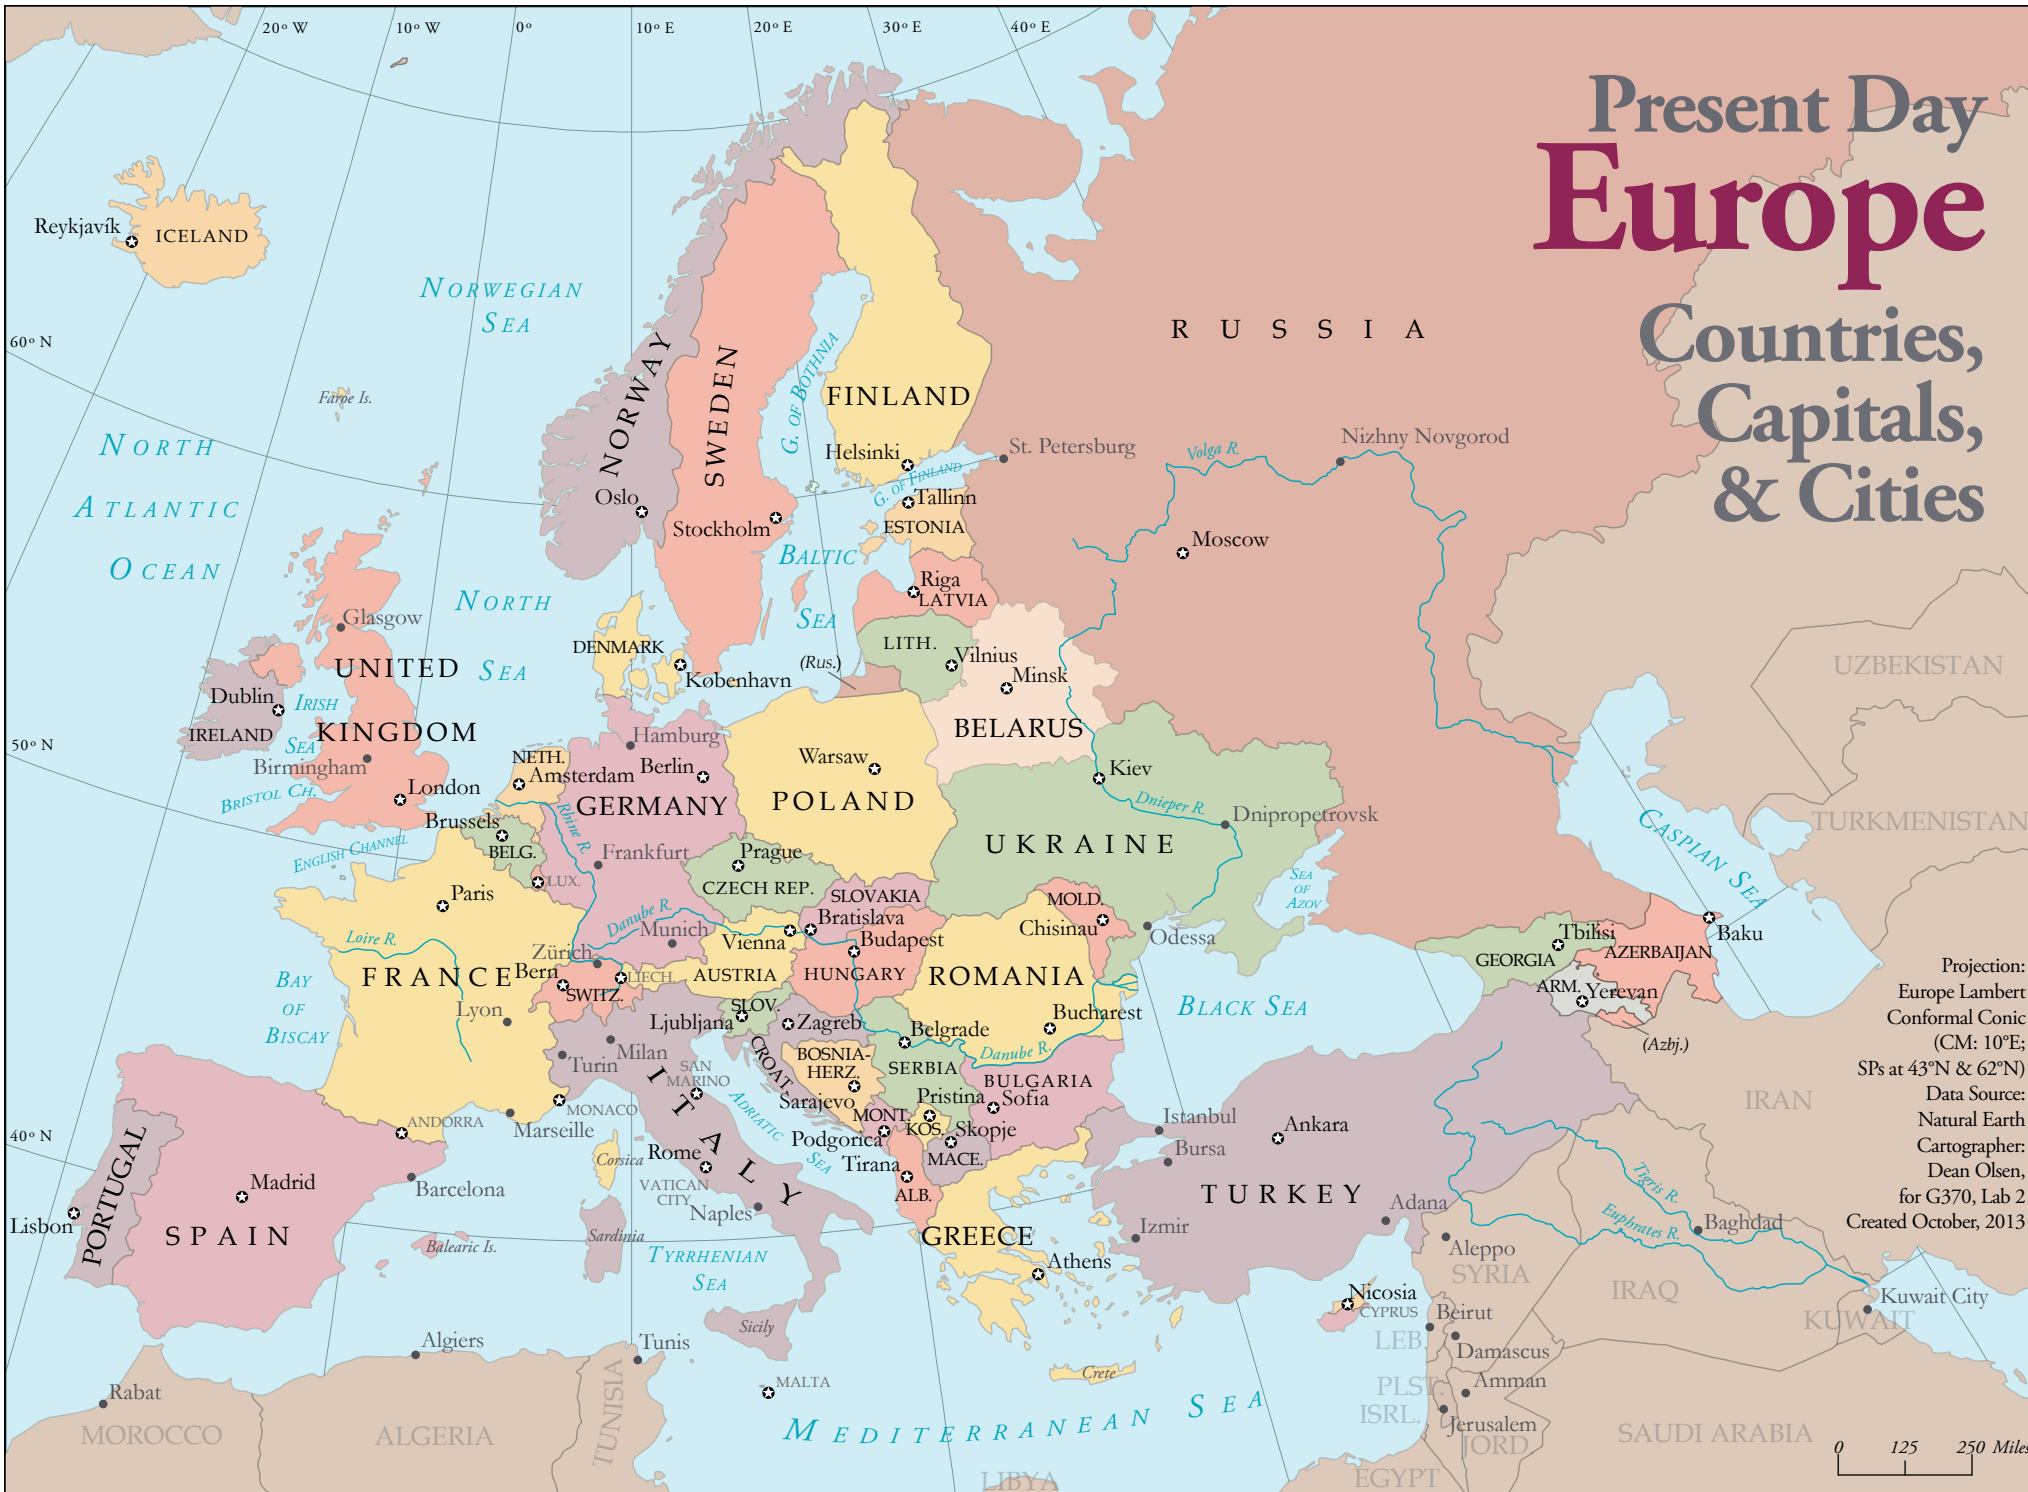 20º W
10º W
0º
10º E
20º E
30º E
40º E
Present Day
Europe
Countries,
Capitals,
& Cities
Reykjavík
ICELAND
NORWEGIAN
SEA
RUSSIA
60º N
Faroe Is.
NORWAY
SWEDEN
G. OF BOTHNIA
FINLAND
NORTH
ATLANTIC
OCEAN
Helsinki
G. OF FINLAND
St. Petersburg
Volga R.
Nizhny Novgorod
Oslo
Stockholm
Tallinn
ESTONIA
Moscow
BALTIC
SEA
Riga
LATVIA
NORTH
SEA
Glasgow
UNITED
KINGDOM
DENMARK
København
(Rus.)
LITH.
Vilnius
Minsk
BELARUS
UZBEKISTAN
Dublin
IRELAND
IRISH
SEA
Birmingham
BRISTOL CH.
London
50º N
NETH.
Amsterdam
Hamburg
Berlin
GERMANY
Warsaw
POLAND
Kiev
Dnieper R.
Dnipropetrovsk
UKRAINE
TURKMENISTAN
CASPIAN SEA
ENGLISH CHANNEL
Brussels
BELG.
Rhine R.
Frankfurt
LUX.
Prague
CZECH REP.
SEA
OF
AZOV
Paris
Loire R.
FRANCE
Danube R.
Munich
SLOVAKIA
Bratislava
Vienna
Budapest
MOLD.
Chisinau
Odessa
Zürich
Bern
SWITZ.
LIECH.
AUSTRIA
HUNGARY
ROMANIA
Tbilisi
GEORGIA
AZERBAIJAN
Baku
ARM.
Yerevan
(Azbj.)
BAY
OF
BISCAY
Lyon
Milan
Turin
SLOV.
Ljubljana
Zagreb
CROAT.
Belgrade
Bucharest
Danube R.
BLACK SEA
Projection:
Europe Lambert
Conformal Conic
(CM: 10°E;
SPs at 43°N & 62°N)
Data Source:
Natural Earth
Cartographer:
Dean Olsen,
for G370, Lab 2
Created October, 2013
SAN
MARINO
BOSNIA-
HERZ.
Sarajevo
SERBIA
BULGARIA
Sofia
Pristina
KOS.
Skopje
MONT.
Podgorica
MACE.
Tirana
ALB.
ITALY
ADRIATIC
SEA
MONACO
Marseille
ANDORRA
40º N
PORTUGAL
Lisbon
Madrid
SPAIN
Barcelona
Balearic Is.
Corsica
Rome
VATICAN
CITY
Naples
Sardinia
TYRRHENIAN
SEA
Sicily
GREECE
Athens
Crete
Istanbul
Bursa
Ankara
TURKEY
Izmir
Adana
IRAN
Tigris R.
Euphrates R.
Baghdad
IRAQ
Aleppo
SYRIA
Nicosia
CYPRUS
Beirut
LEB.
Damascus
Kuwait City
KUWAIT
PLST.
ISRL.
Amman
Jerusalem
JORD
SAUDI ARABIA
EGYPT
LIBYA
MEDITERRANEAN SEA
MALTA
Tunis
TUNISIA
Algiers
ALGERIA
Rabat
MOROCCO
0 125 250 Miles